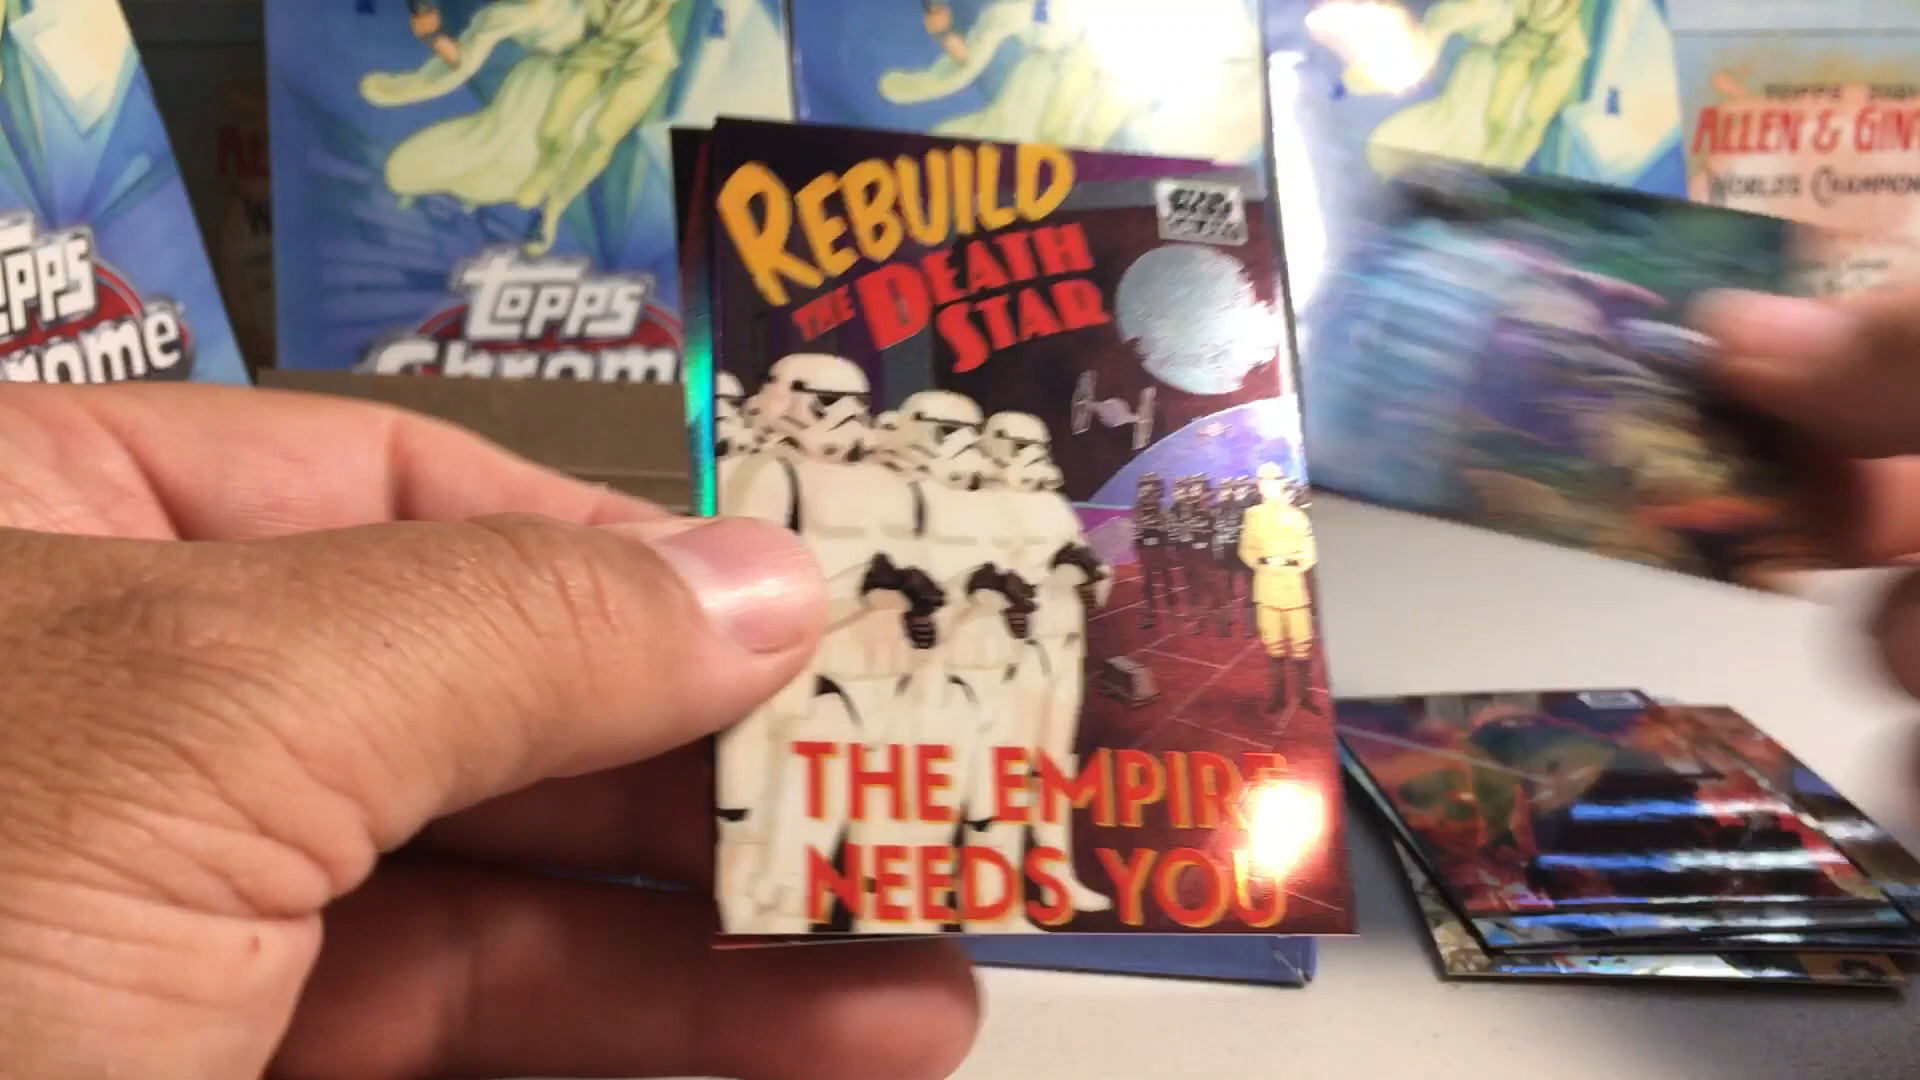 REBUILD
THE DEATH
STAR
THE EMPIRE
NEEDS YOU
TOPPS
Chrome
TOPPS
ALLEN & GIN
WORLD'S CHAMPION